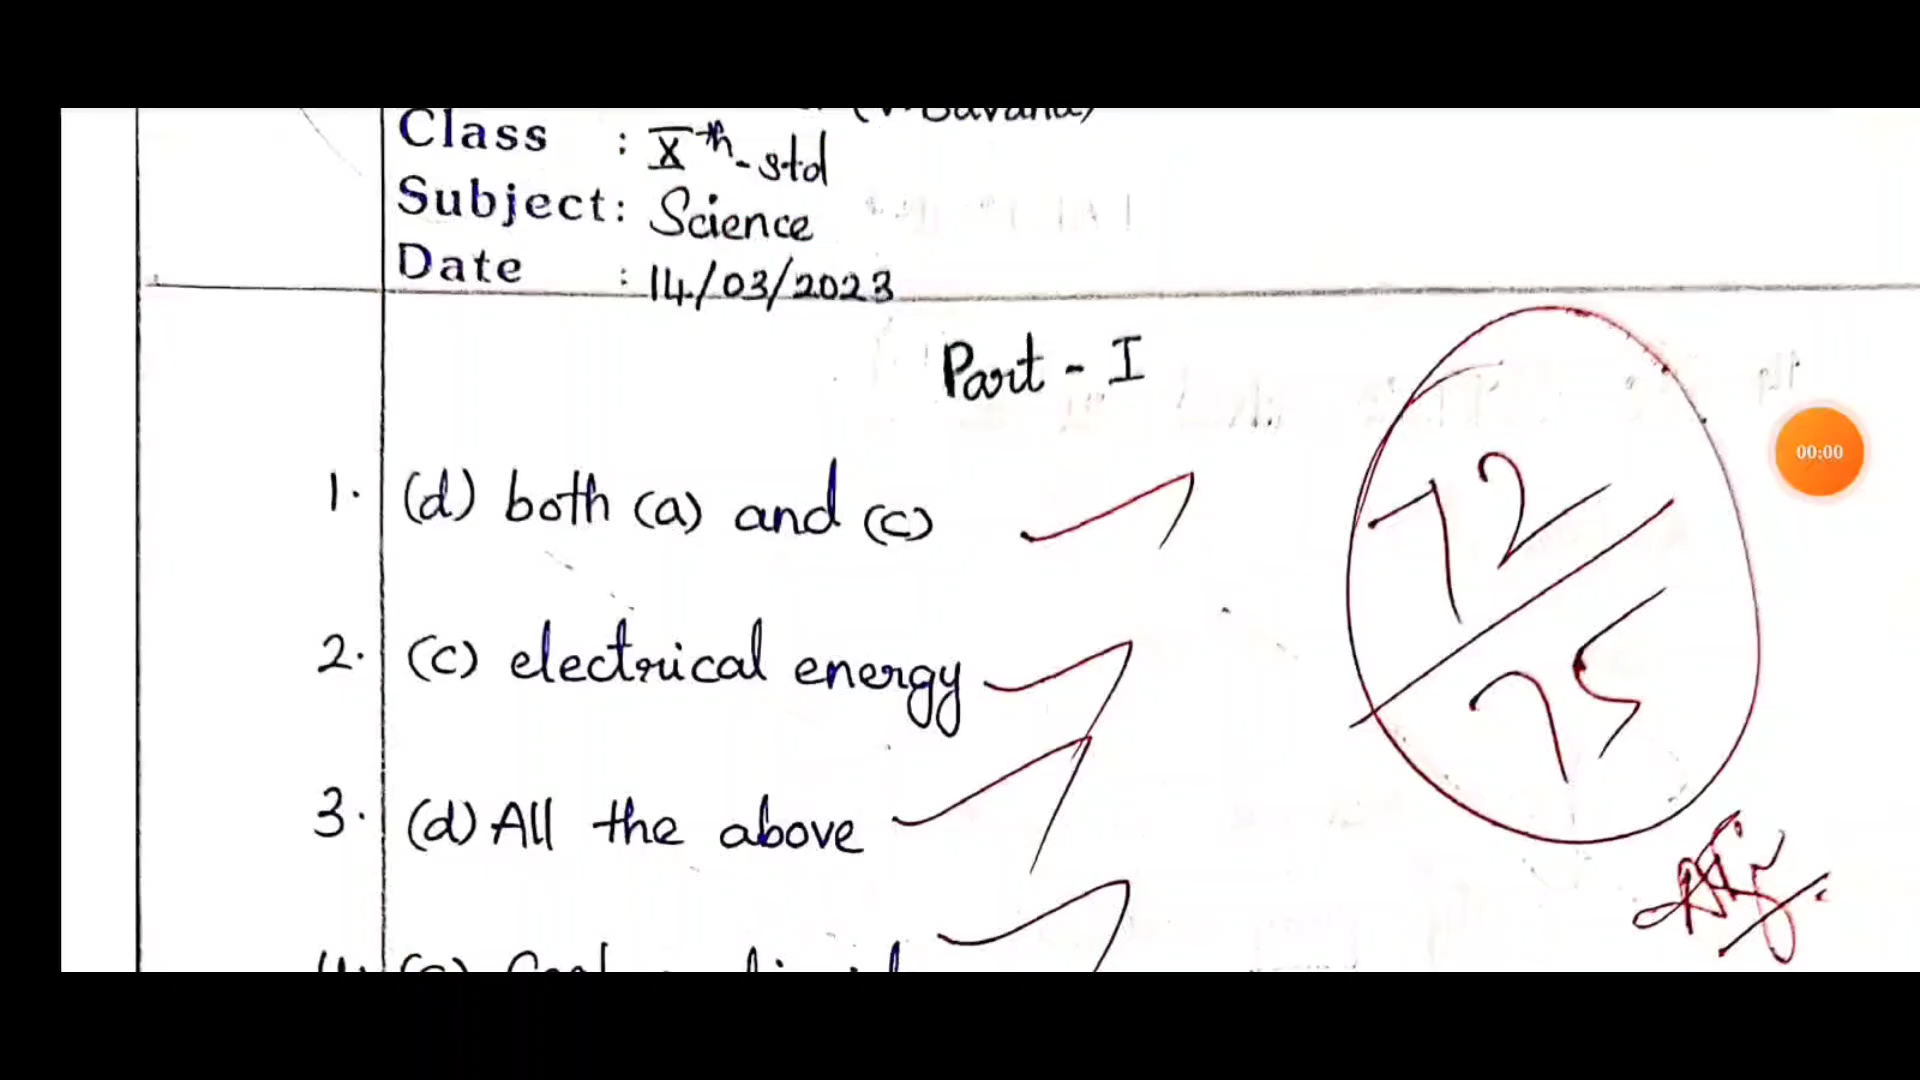 Class : Xth-std
Subject: Science
Date : 14/03/2023
Part - I
1. (d) both (a) and (c)
72/75
00:00
2. (c) electrical energy
3. (d) All the above